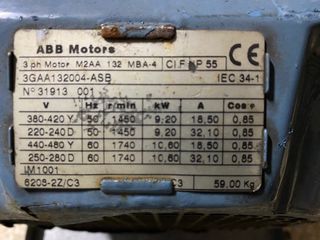 ABB Motors CE
3 ph Motor M2AA 132 MBA-4 Cl F IP 55
3GAA132004-ASB IEC 34-1
Nº 31913 001
V Hz r/min kW A Cos φ
380-420 Y 50 1450 9,20 18,50 0,85
220-240 D 50 1450 9,20 32,10 0,85
440-480 Y 60 1740 10,60 18,50 0,85
250-280 D 60 1740 10,60 32,10 0,85
IM1001
6208-2Z/C3 C3 59,00 Kg